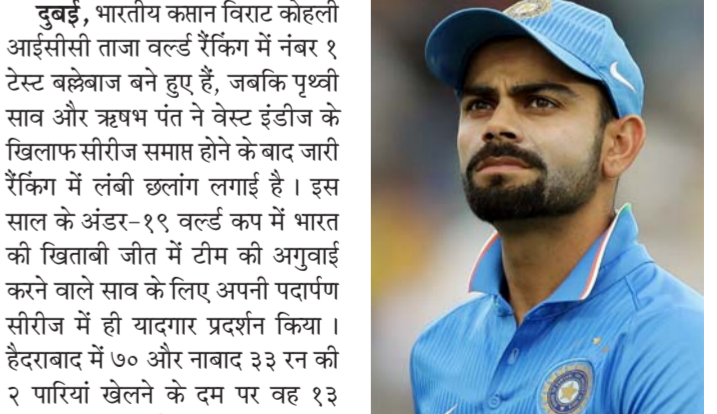 दुबई, भारतीय कप्तान विराट कोहली
आईसीसी ताजा वर्ल्ड रैंकिंग में नंबर १
टेस्ट बल्लेबाज बने हुए हैं, जबकि पृथ्वी
साव और ऋषभ पंत ने वेस्ट इंडीज के
खिलाफ सीरीज समाप्त होने के बाद जारी
रैंकिंग में लंबी छलांग लगाई है । इस
साल के अंडर-१९ वर्ल्ड कप में भारत
की खिताबी जीत में टीम की अगुवाई
करने वाले साव के लिए अपनी पदार्पण
सीरीज में ही यादगार प्रदर्शन किया ।
हैदराबाद में ७० और नाबाद ३३ रन की
२ पारियां खेलने के दम पर वह १३